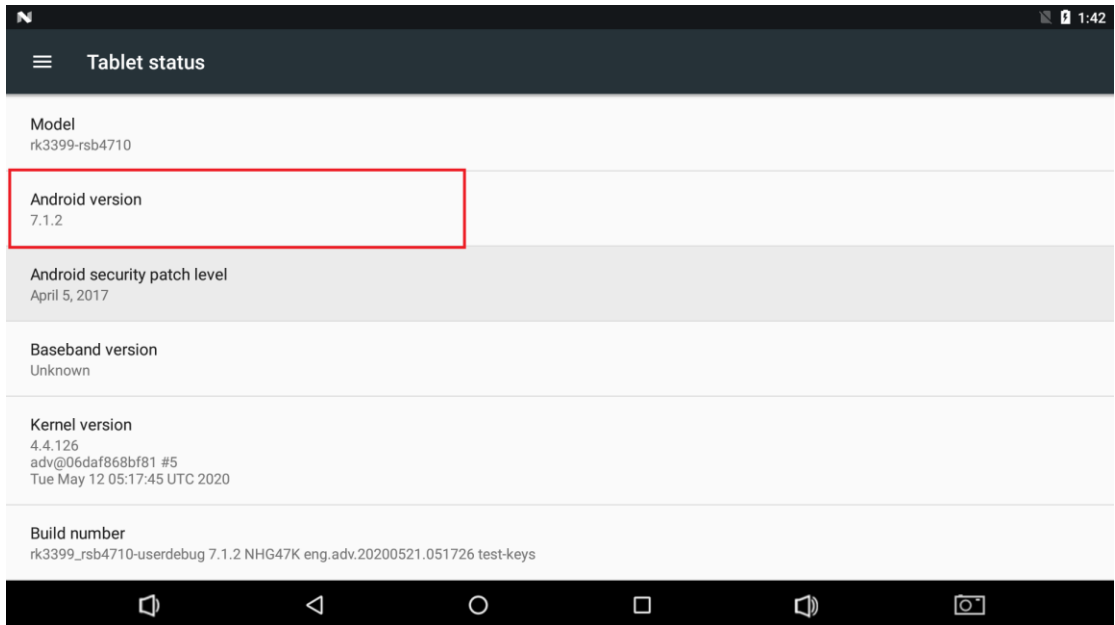 1:42
Tablet status
Model
rk3399-rsb4710
Android version
7.1.2
Android security patch level
April 5, 2017
Baseband version
Unknown
Kernel version
4.4.126
adv@06daf868bf81 #5
Tue May 12 05:17:45 UTC 2020
Build number
rk3399_rsb4710-userdebug 7.1.2 NHG47K eng.adv.20200521.051726 test-keys